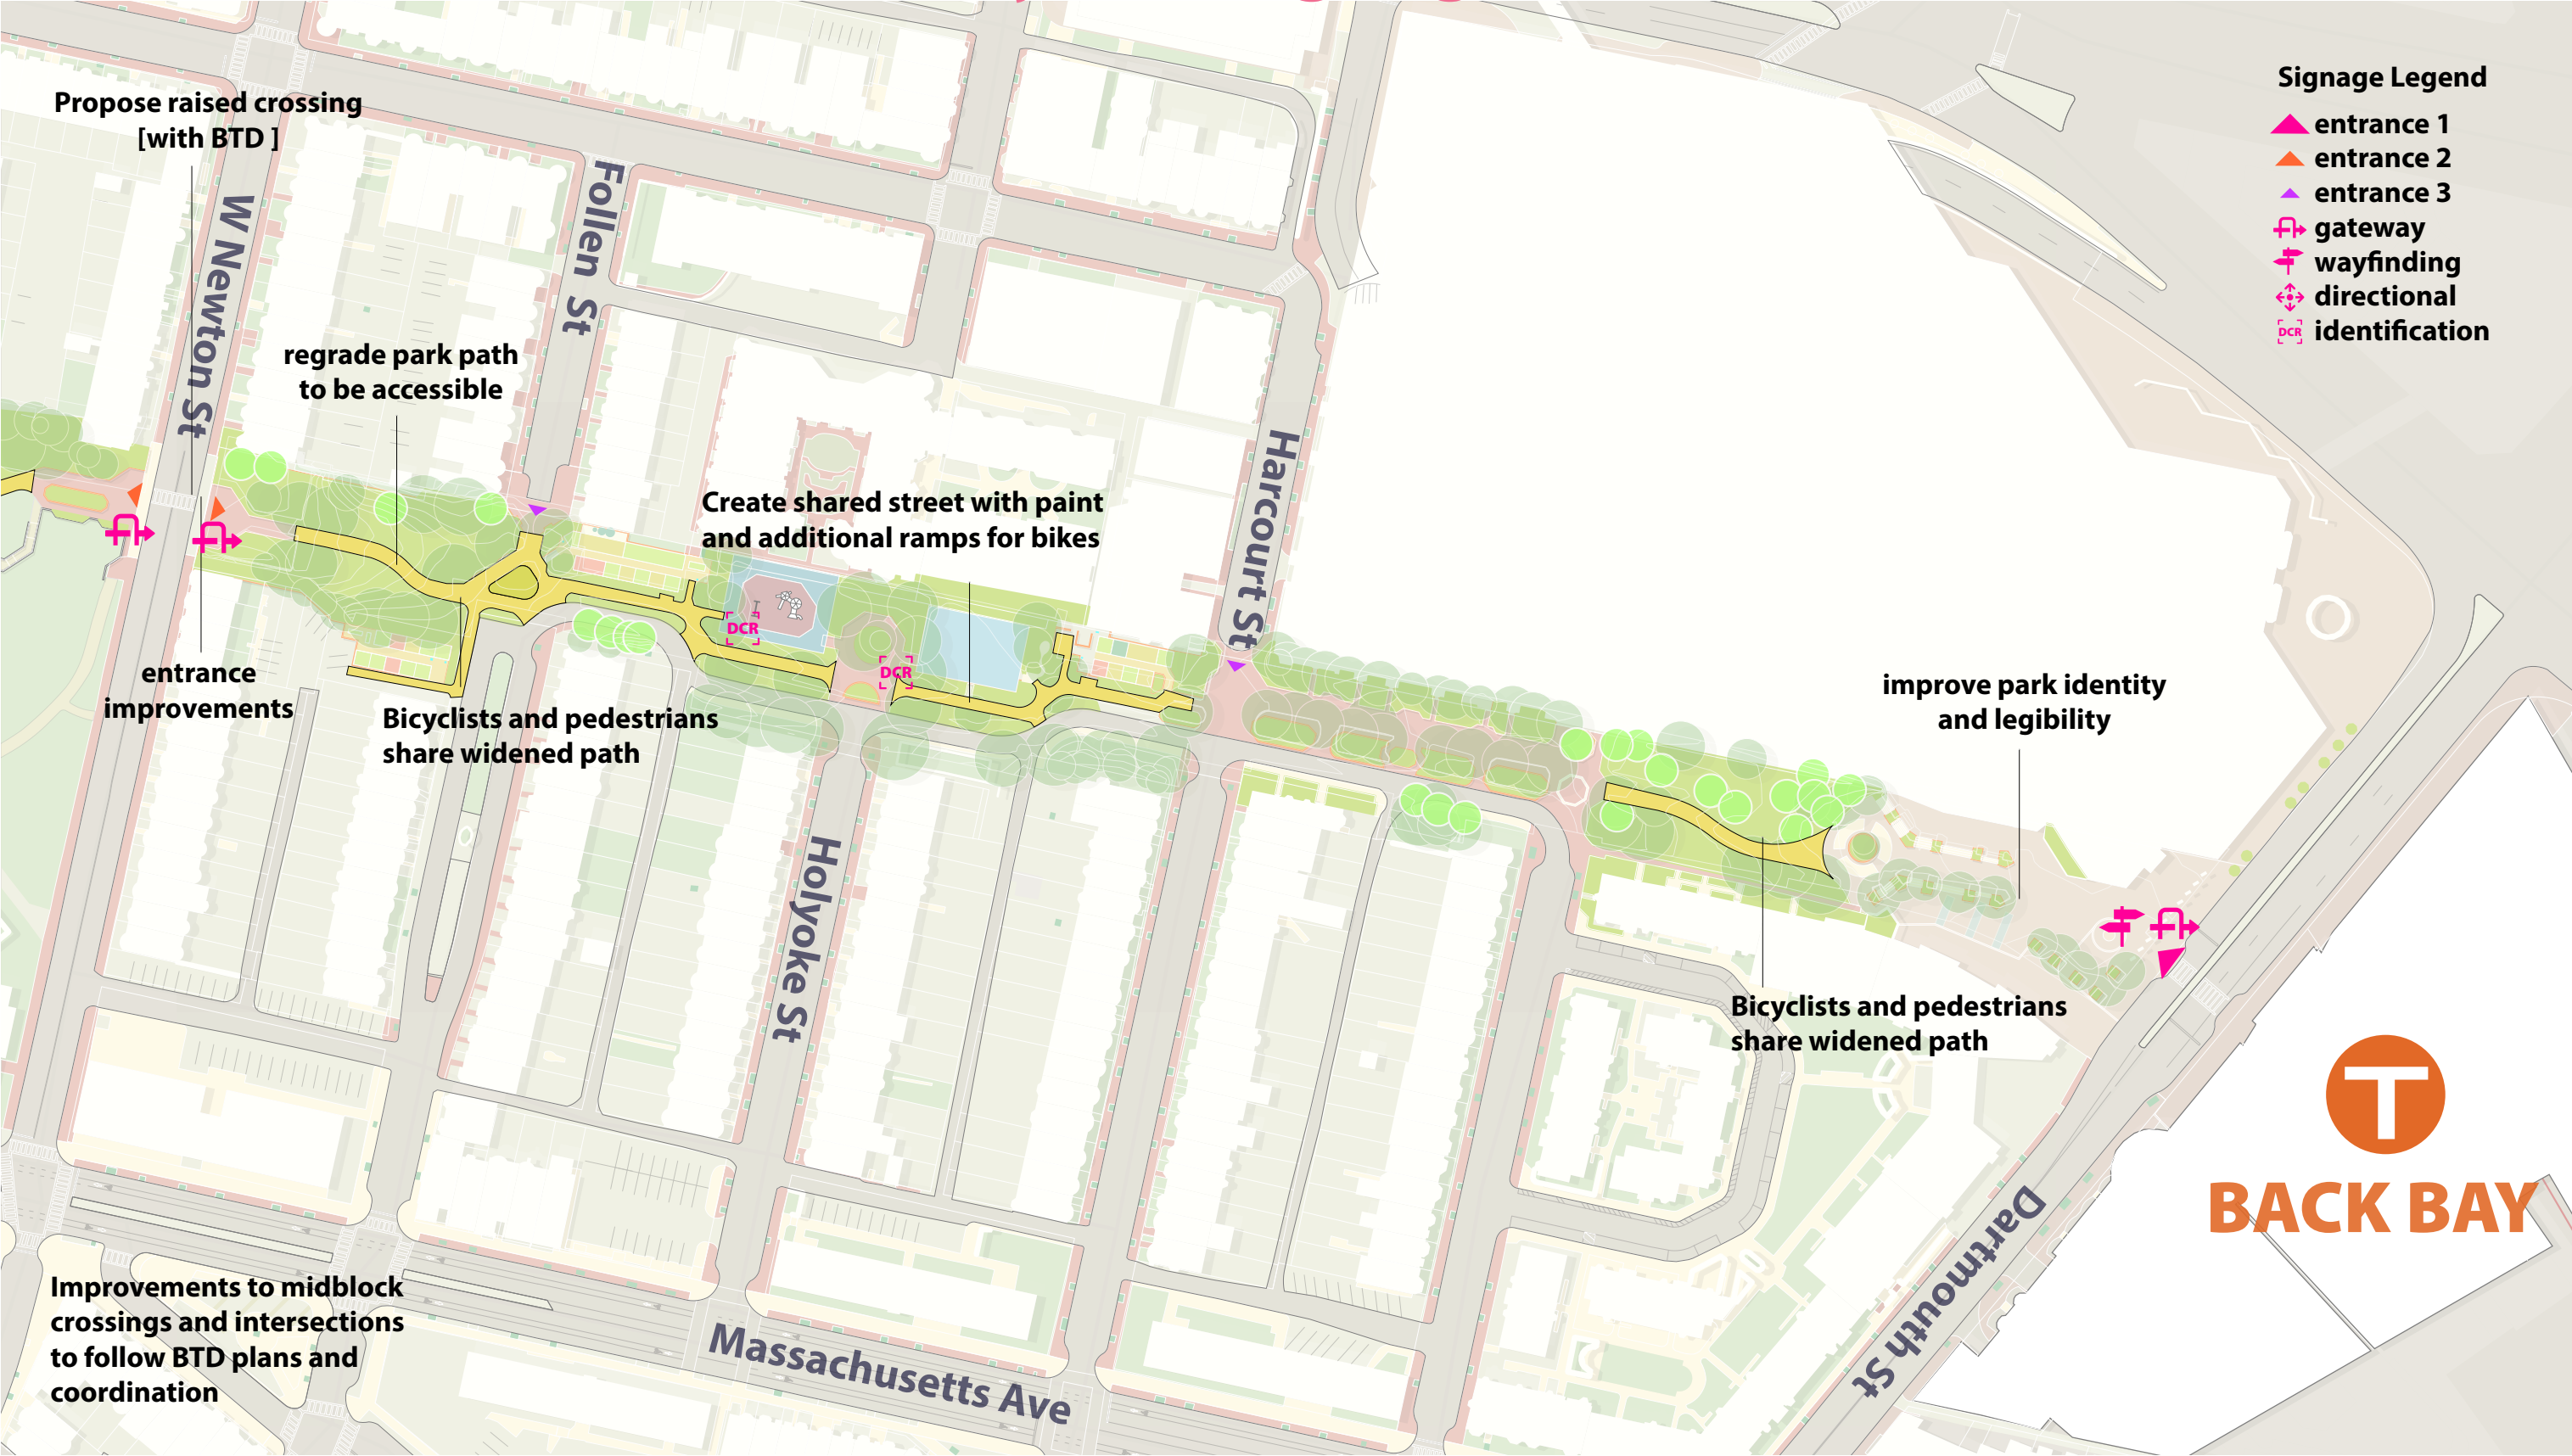 Signage Legend
entrance 1
entrance 2
entrance 3
gateway
wayfinding
directional
DCR identification
Propose raised crossing
[with BTD ]
W Newton St
Follen St
regrade park path
to be accessible
Harcourt St
Create shared street with paint
and additional ramps for bikes
DCR
DCR
entrance
improvements
Bicyclists and pedestrians
share widened path
improve park identity
and legibility
Holyoke St
Bicyclists and pedestrians
share widened path
T
BACK BAY
Dartmouth St
Improvements to midblock
crossings and intersections
to follow BTD plans and
coordination
Massachusetts Ave